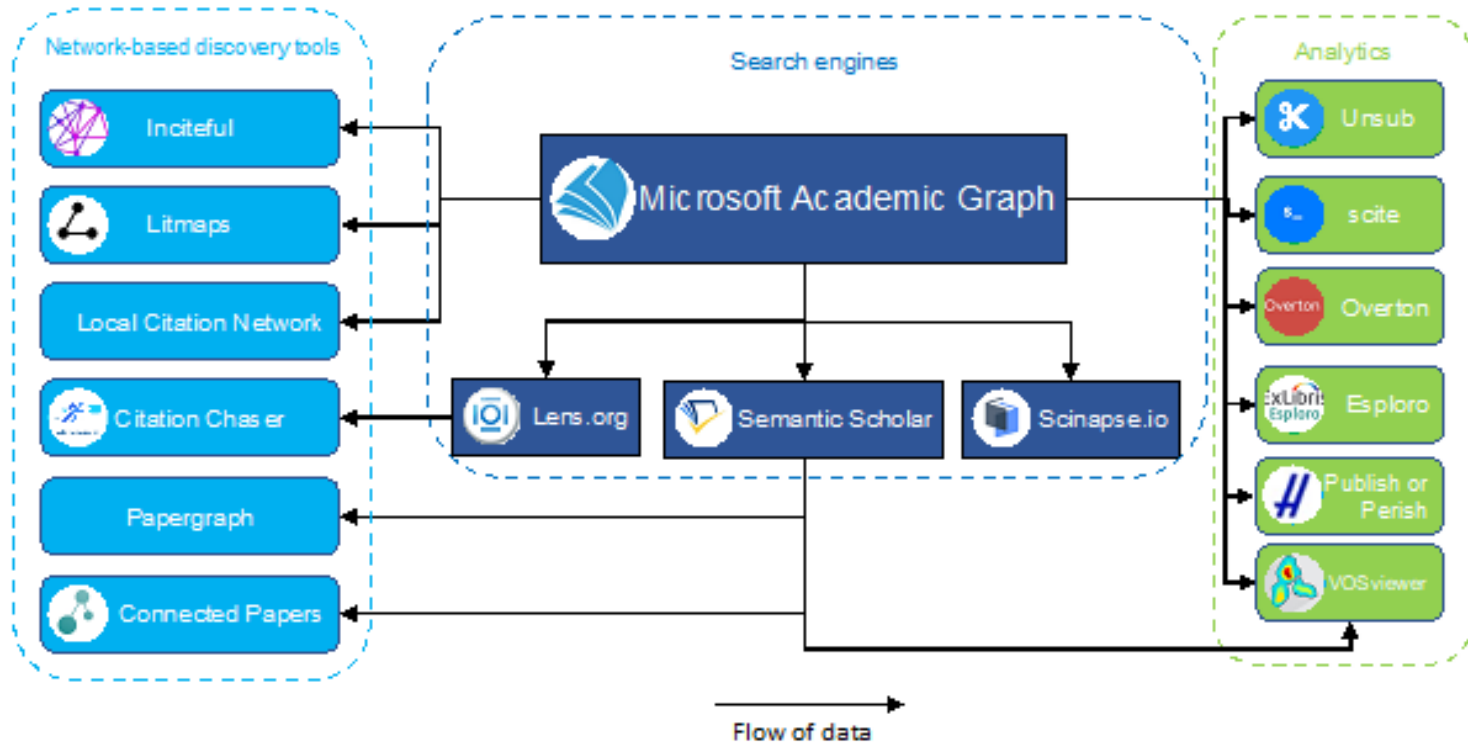 Network-based discovery tools
Inciteful
Litmaps
Local Citation Network
Citation Chaser
Papergraph
Connected Papers
Search engines
Microsoft Academic Graph
Lens.org
Semantic Scholar
Scinapse.io
Analytics
Unsub
scite
Overton
Overton
ExLibris
Esploro
Esploro
Publish or
Perish
VOSviewer
Flow of data